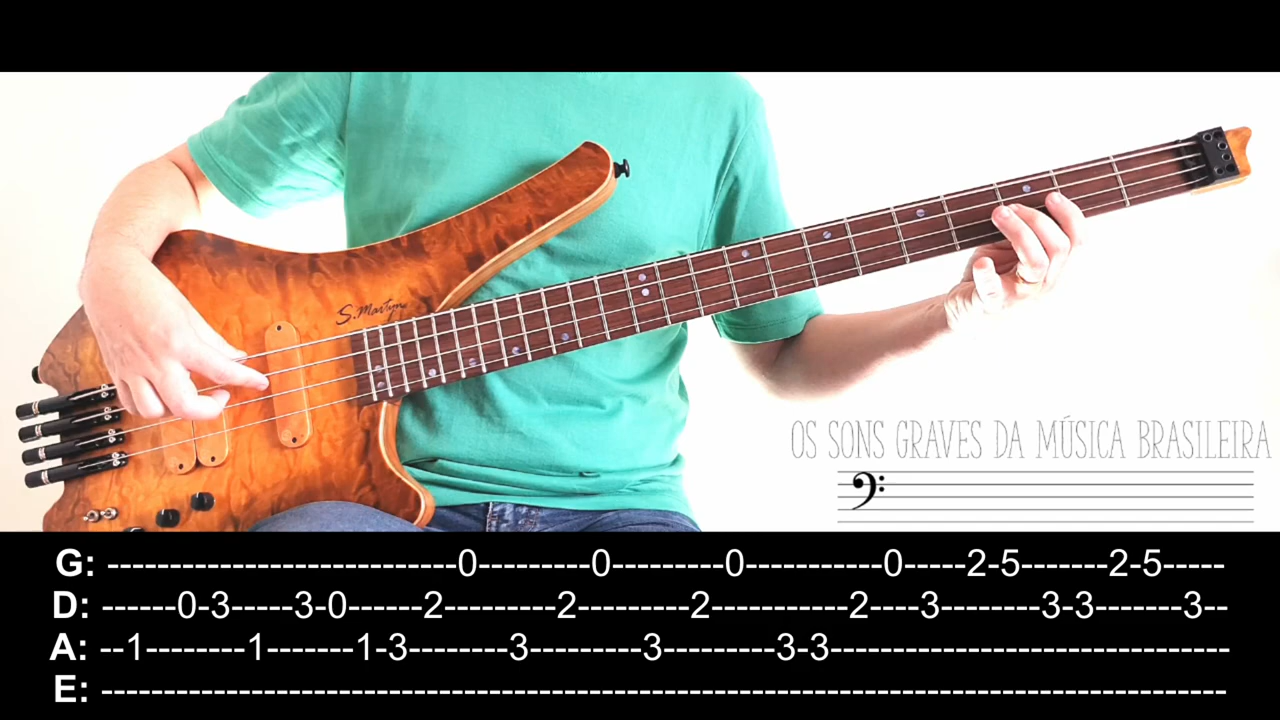 S. Martyn
OS SONS GRAVES DA MÚSICA BRASILEIRA
G: ----------------------------0---------0---------0-----------0-----2-5-------2-5-----
D: ------0-3-----3-0------2---------2---------2-----------2----3--------3-3-------3--
A: --1--------1-------1-3--------3---------3---------3-3--------------------------------
E: ------------------------------------------------------------------------------------------